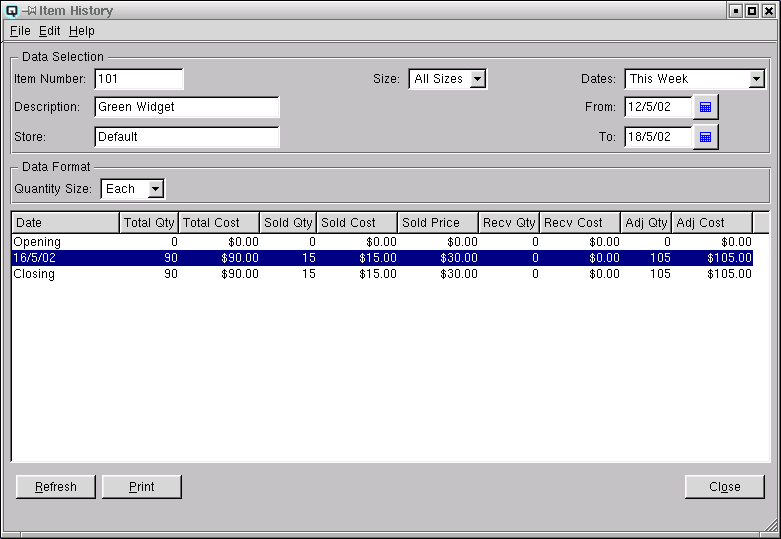 Item History
File Edit Help
Data Selection
Item Number: 101 Size: All Sizes Dates: This Week
Description: Green Widget From: 12/5/02
Store: Default To: 18/5/02
Data Format
Quantity Size: Each
Date Total Qty Total Cost Sold Qty Sold Cost Sold Price Recv Qty Recv Cost Adj Qty Adj Cost
Opening 0 $0.00 0 $0.00 $0.00 0 $0.00 0 $0.00
16/5/02 90 $90.00 15 $15.00 $30.00 0 $0.00 105 $105.00
Closing 90 $90.00 15 $15.00 $30.00 0 $0.00 105 $105.00
Refresh Print Close